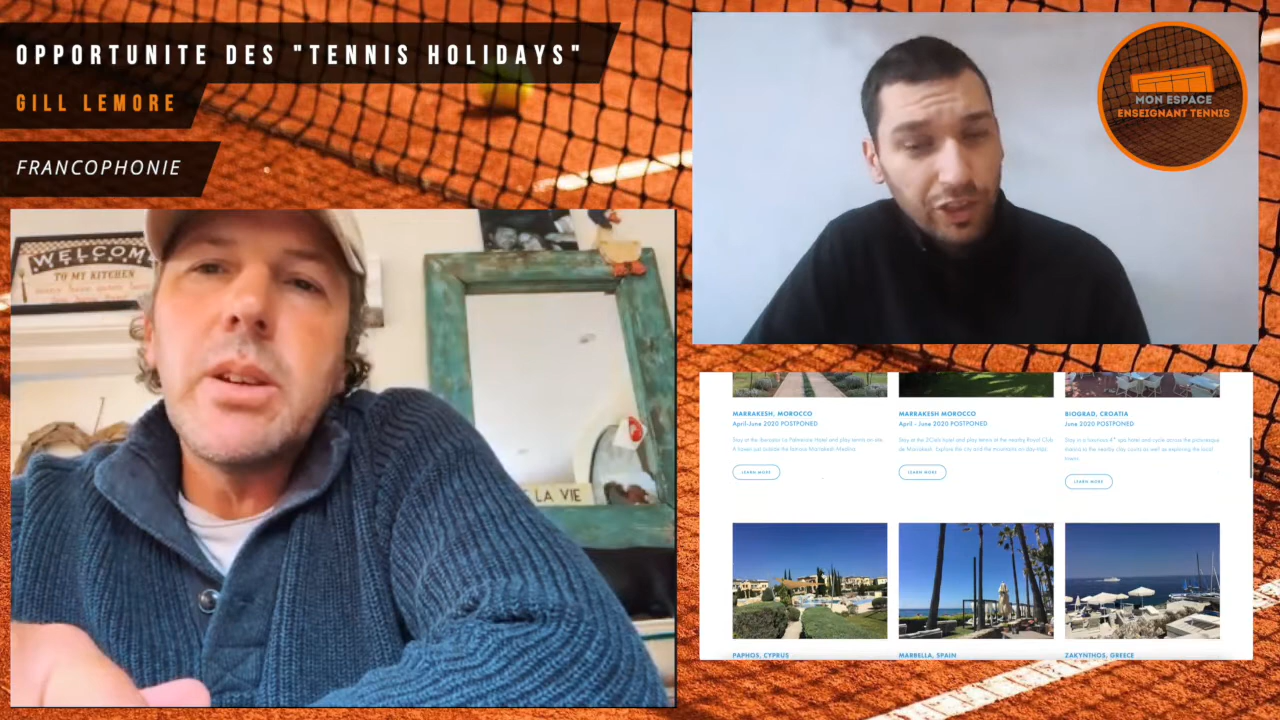 OPPORTUNITE DES "TENNIS HOLIDAYS"
GILL LEMORE
FRANCOPHONIE
MON ESPACE
ENSEIGNANT TENNIS
WELCOME
TO MY KITCHEN
LA VIE
MARRAKESH, MOROCCO
April-June 2020 POSTPONED
LEARN MORE
MARRAKESH MOROCCO
April - June 2020 POSTPONED
LEARN MORE
BIOGRAD, CROATIA
June 2020 POSTPONED
LEARN MORE
PAPHOS, CYPRUS
MARBELLA, SPAIN
ZAKYNTHOS, GREECE